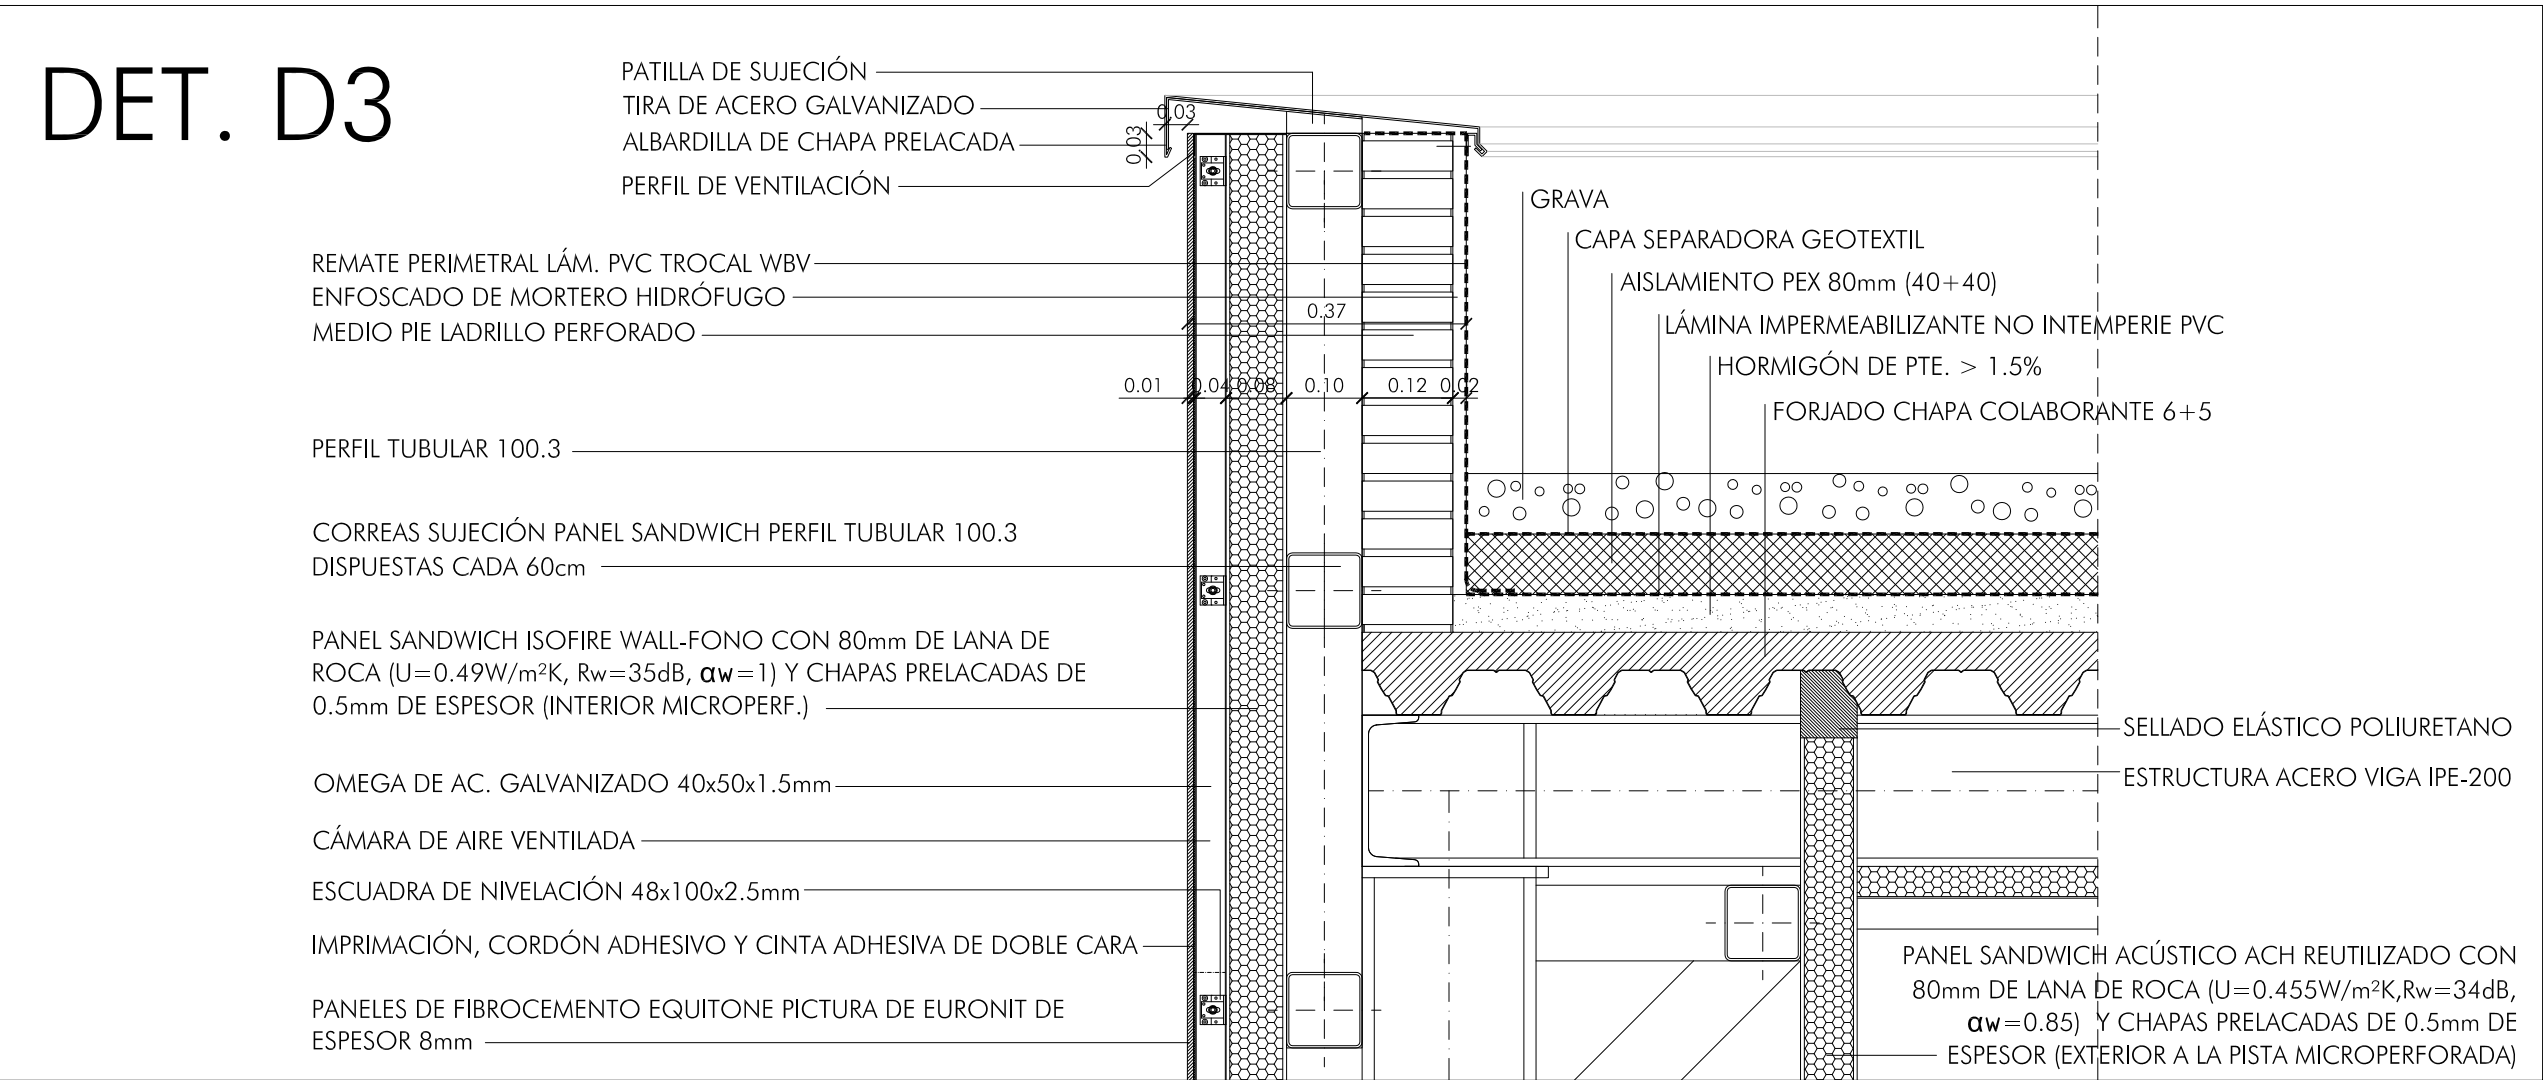 DET. D3
PATILLA DE SUJECIÓN
TIRA DE ACERO GALVANIZADO
ALBARDILLA DE CHAPA PRELACADA
PERFIL DE VENTILACIÓN
0.03
0.03
REMATE PERIMETRAL LÁM. PVC TROCAL WBV
ENFOSCADO DE MORTERO HIDRÓFUGO
MEDIO PIE LADRILLO PERFORADO
0.37
0.01 0.04 0.08 0.10 0.12 0.02
PERFIL TUBULAR 100.3
CORREAS SUJECIÓN PANEL SANDWICH PERFIL TUBULAR 100.3
DISPUESTAS CADA 60cm
PANEL SANDWICH ISOFIRE WALL-FONO CON 80mm DE LANA DE
ROCA (U=0.49W/m²K, Rw=35dB, αw=1) Y CHAPAS PRELACADAS DE
0.5mm DE ESPESOR (INTERIOR MICROPERF.)
OMEGA DE AC. GALVANIZADO 40x50x1.5mm
CÁMARA DE AIRE VENTILADA
ESCUADRA DE NIVELACIÓN 48x100x2.5mm
IMPRIMACIÓN, CORDÓN ADHESIVO Y CINTA ADHESIVA DE DOBLE CARA
PANELES DE FIBROCEMENTO EQUITONE PICTURA DE EURONIT DE
ESPESOR 8mm
GRAVA
CAPA SEPARADORA GEOTEXTIL
AISLAMIENTO PEX 80mm (40+40)
LÁMINA IMPERMEABILIZANTE NO INTEMPERIE PVC
HORMIGÓN DE PTE. > 1.5%
FORJADO CHAPA COLABORANTE 6+5
SELLADO ELÁSTICO POLIURETANO
ESTRUCTURA ACERO VIGA IPE-200
PANEL SANDWICH ACÚSTICO ACH REUTILIZADO CON
80mm DE LANA DE ROCA (U=0.455W/m²K,Rw=34dB,
αw=0.85) Y CHAPAS PRELACADAS DE 0.5mm DE
ESPESOR (EXTERIOR A LA PISTA MICROPERFORADA)